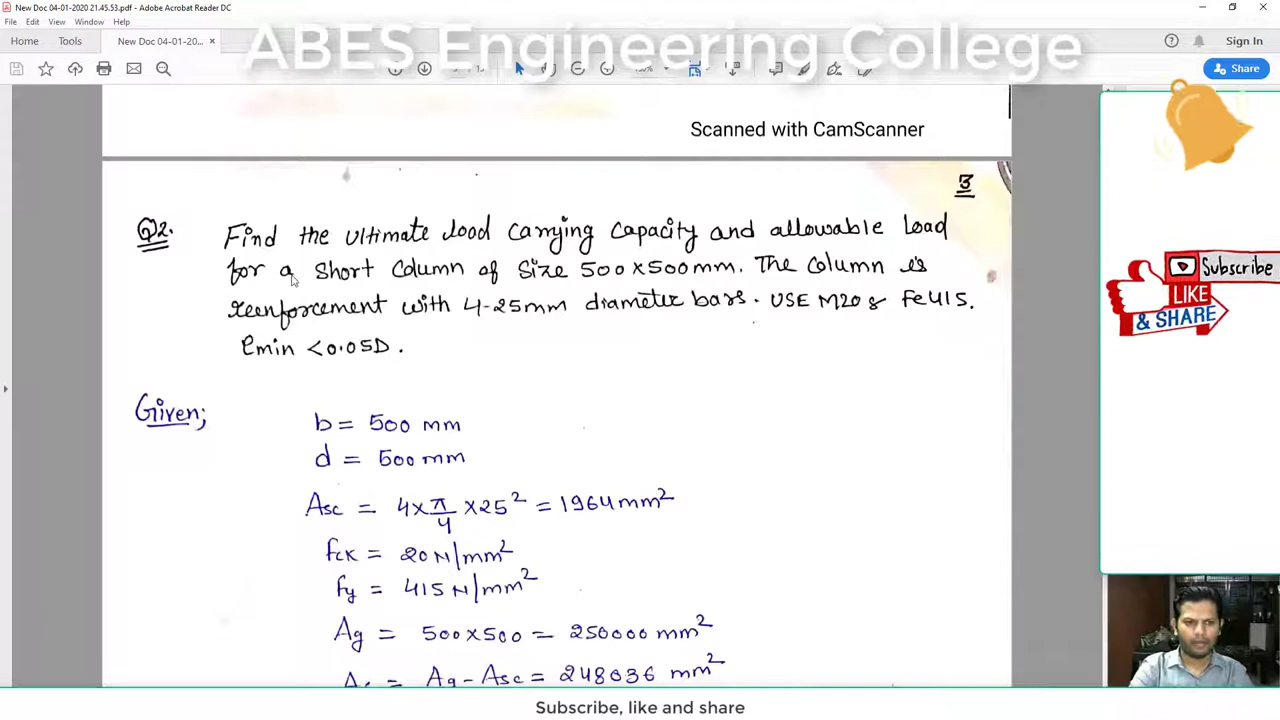 New Doc 04-01-2020 21.45.53.pdf - Adobe Acrobat Reader DC
File Edit View Window Help
Home Tools New Doc 04-01-20... × Sign In
ABES Engineering College
Share
Scanned with CamScanner
3
Q2. Find the ultimate load carrying capacity and allowable load
for a short column of size 500×500mm. The column is
reenforcement with 4-25mm diameter bars. USE M20 & Fe415.
emin <0.05D.
Given;
b = 500 mm
d = 500 mm
Asc = 4 × π/4 × 25² = 1964 mm²
Fck = 20 N/mm²
Fy = 415 N/mm²
Ag = 500×500 = 250000 mm²
Ac = Ag - Asc = 248036 mm²
Subscribe
LIKE
& SHARE
Subscribe, like and share